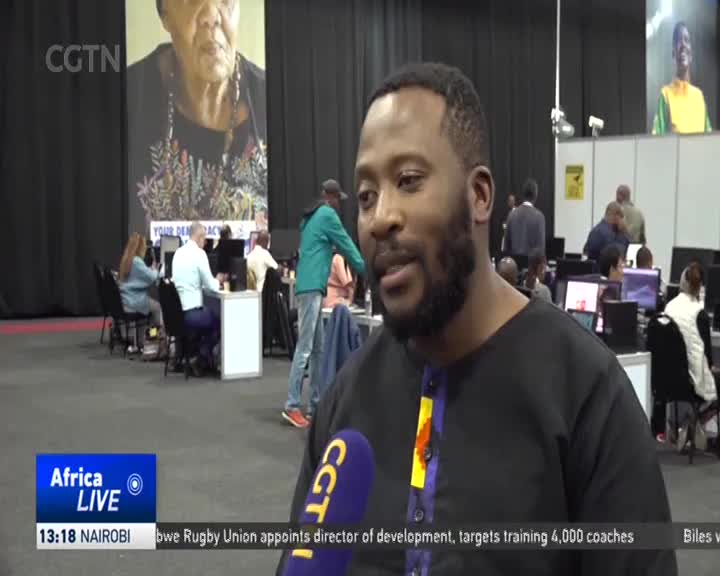 CGTN
YOUR DEMOCRACY
CGTN
Africa
LIVE
13:18 NAIROBI
bwe Rugby Union appoints director of development, targets training 4,000 coaches
Biles v